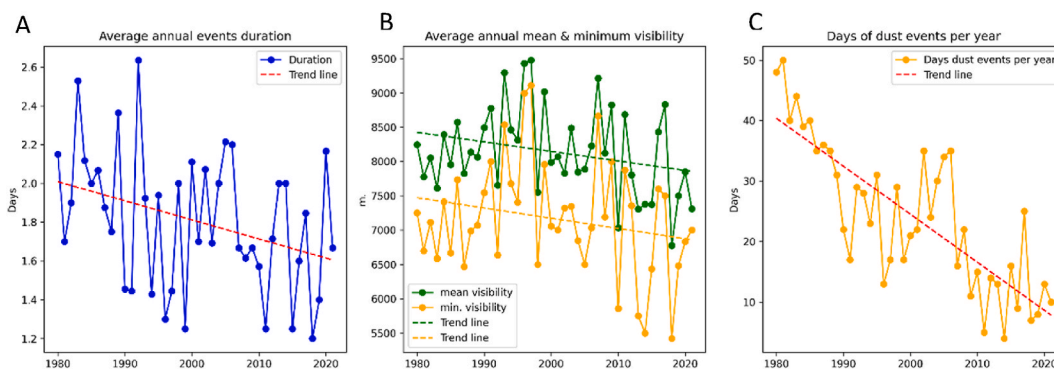 A
Average annual events duration
Duration
Trend line
Days
2.6
2.4
2.2
2.0
1.8
1.6
1.4
1.2
1980
1990
2000
2010
2020
B
Average annual mean & minimum visibility
m.
9500
9000
8500
8000
7500
7000
6500
6000
5500
mean visibility
min. visibility
Trend line
Trend line
1980
1990
2000
2010
2020
C
Days of dust events per year
Days dust events per year
Trend line
Days
50
40
30
20
10
1980
1990
2000
2010
2020